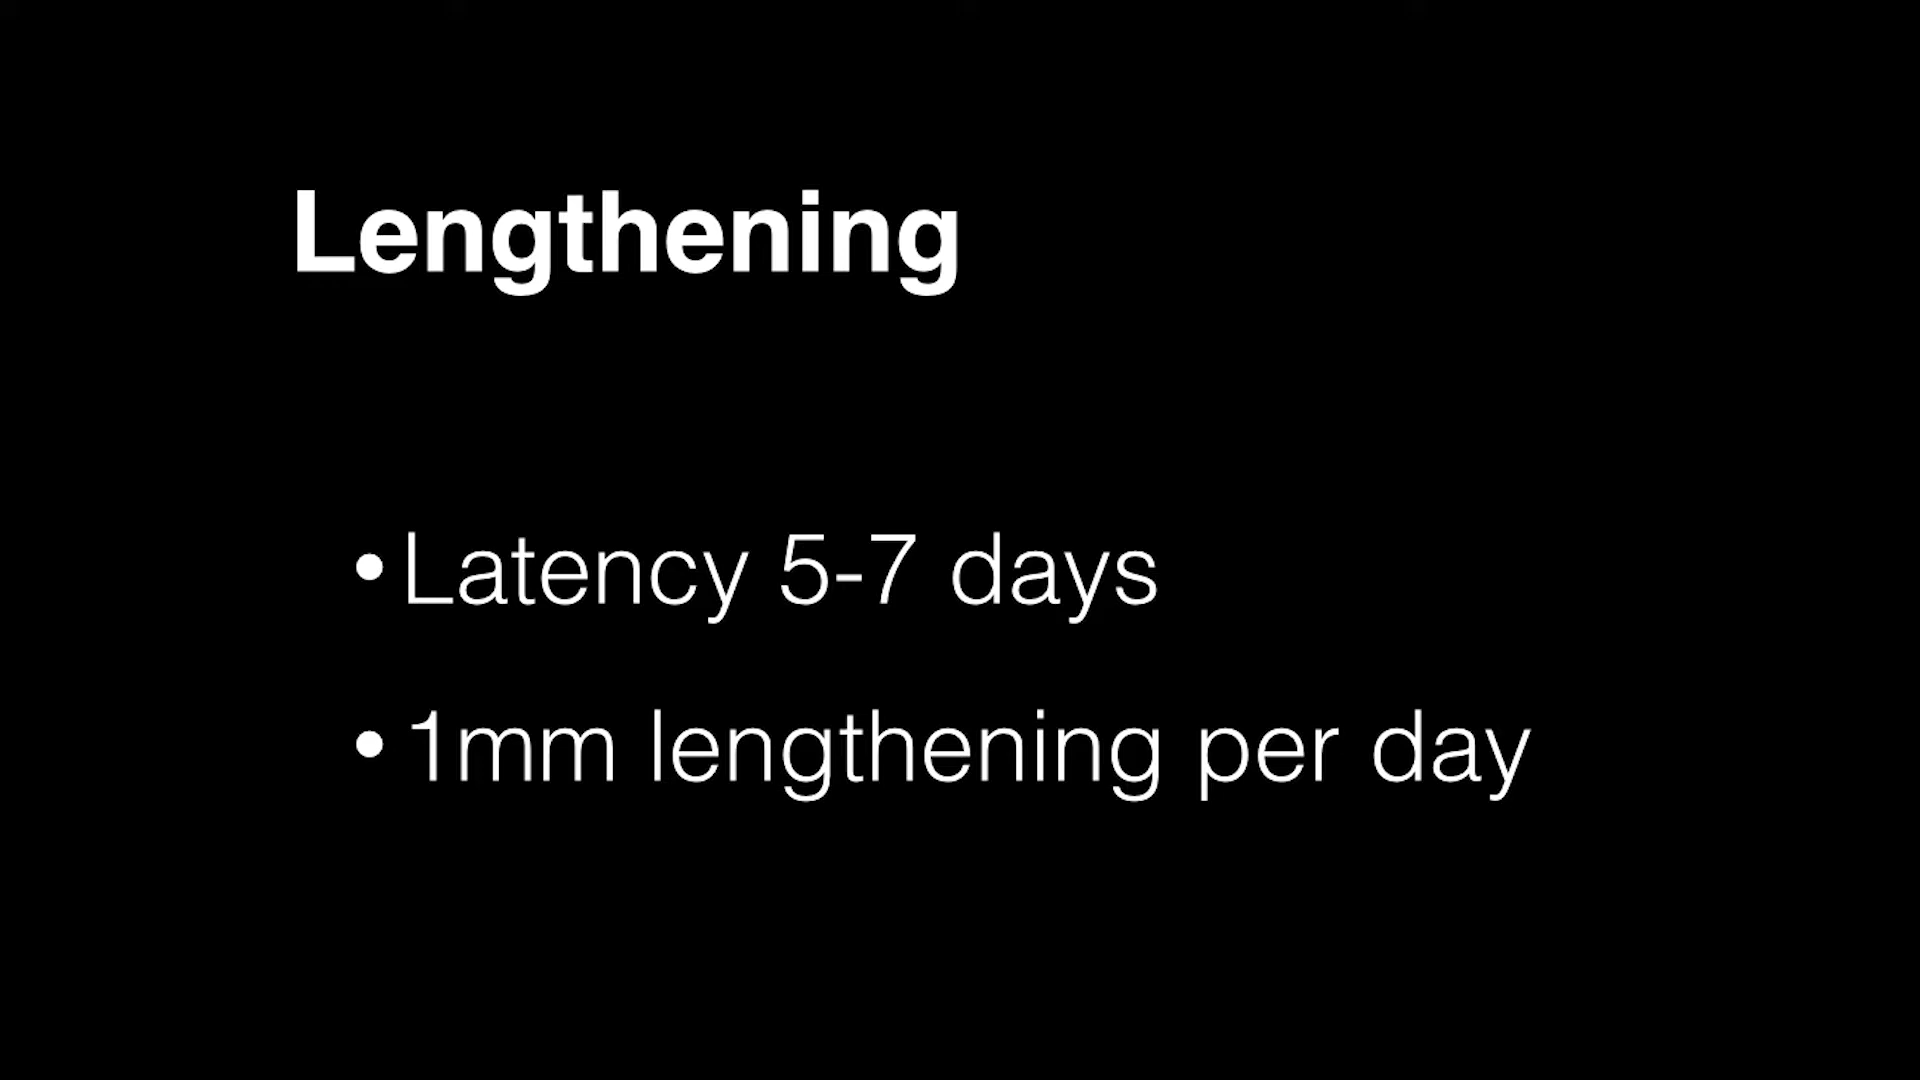 Lengthening
• Latency 5-7 days
• 1mm lengthening per day